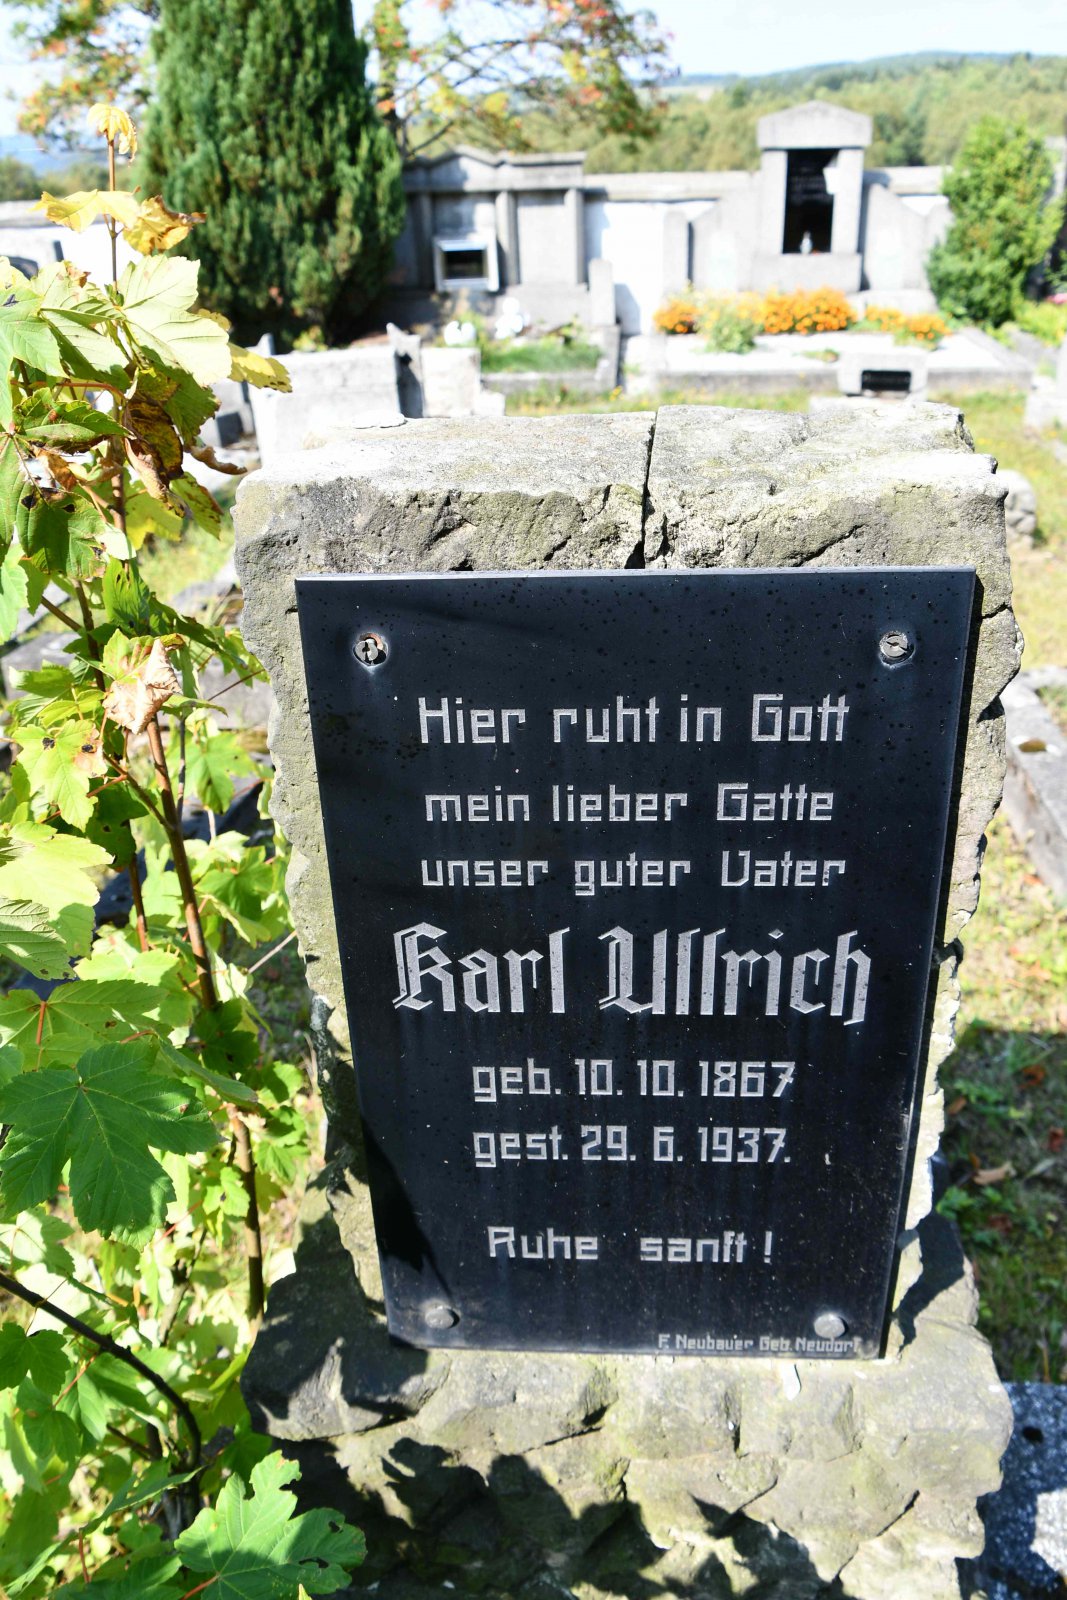 Hier ruht in Gott
mein lieber Gatte
unser guter Vater
Karl Ullrich
geb. 10. 10. 1867
gest. 29. 6. 1937.
Ruhe sanft!
F. Neubauer Geb. Neudorf